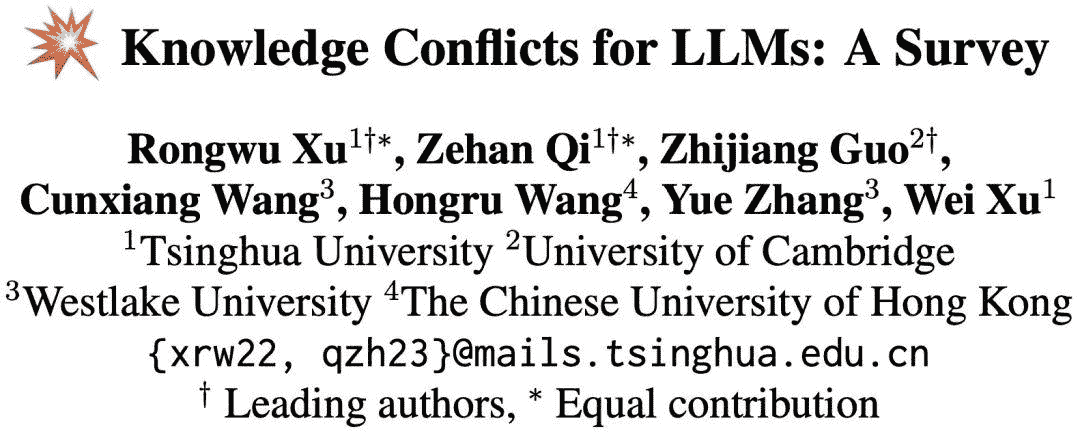 Knowledge Conflicts for LLMs: A Survey
Rongwu Xu¹†*, Zehan Qi¹†*, Zhijiang Guo²†,
Cunxiang Wang³, Hongru Wang⁴, Yue Zhang³, Wei Xu¹
¹Tsinghua University ²University of Cambridge
³Westlake University ⁴The Chinese University of Hong Kong
{xrw22, qzh23}@mails.tsinghua.edu.cn
† Leading authors, * Equal contribution